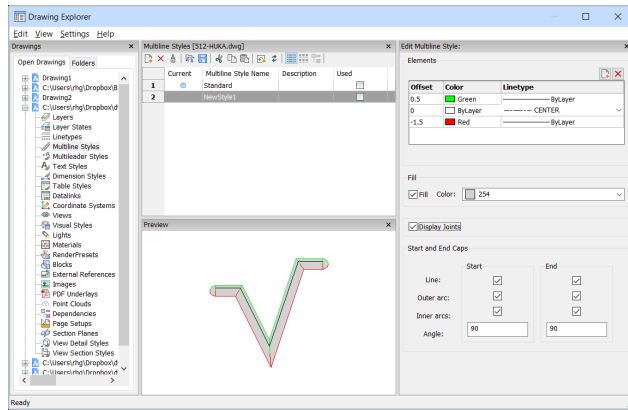 Drawing Explorer
Edit View Settings Help
Drawings
Open Drawings Folders
Drawing1
C:\Users\rhg\Dropbox\B
Drawing2
C:\Users\rhg\Dropbox\d
Layers
Layer States
Linetypes
Multiline Styles
Multileader Styles
Text Styles
Dimension Styles
Table Styles
Datalinks
Coordinate Systems
Views
Visual Styles
Lights
Materials
RenderPresets
Blocks
External References
Images
PDF Underlays
Point Clouds
Dependencies
Page Setups
Section Planes
View Detail Styles
View Section Styles
C:\Users\rhg\Dropbox\d
C:\Users\rhg\Dropbox\d
Multiline Styles [512-HUKA.dwg]
Current Multiline Style Name Description Used
1 Standard
2 NewStyle1
Preview
Edit Multiline Style:
Elements
Offset Color Linetype
0.5 Green ByLayer
0 ByLayer CENTER
-1.5 Red ByLayer
Fill
Fill Color: 254
Display Joints
Start and End Caps
Start End
Line:
Outer arc:
Inner arcs:
Angle: 90 90
Ready